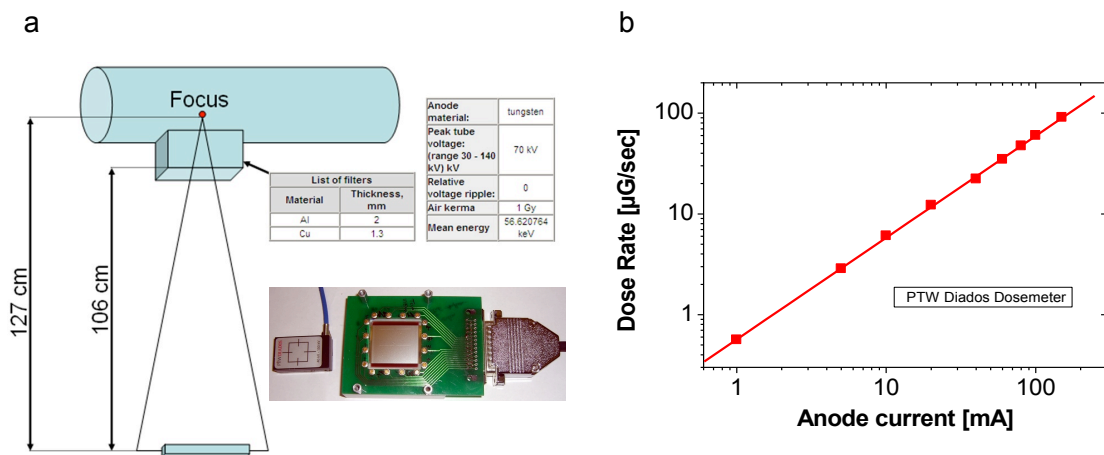 a
Focus
127 cm
106 cm
List of filters
Material Thickness, mm
Al 2
Cu 1.3
Anode material: tungsten
Peak tube voltage: (range 30 - 140 kV) kV 70 kV
Relative voltage ripple: 0
Air kerma 1 Gy
Mean energy 56.620764 keV
b
Dose Rate [µG/sec]
100
10
1
PTW Diados Dosemeter
1 10 100
Anode current [mA]